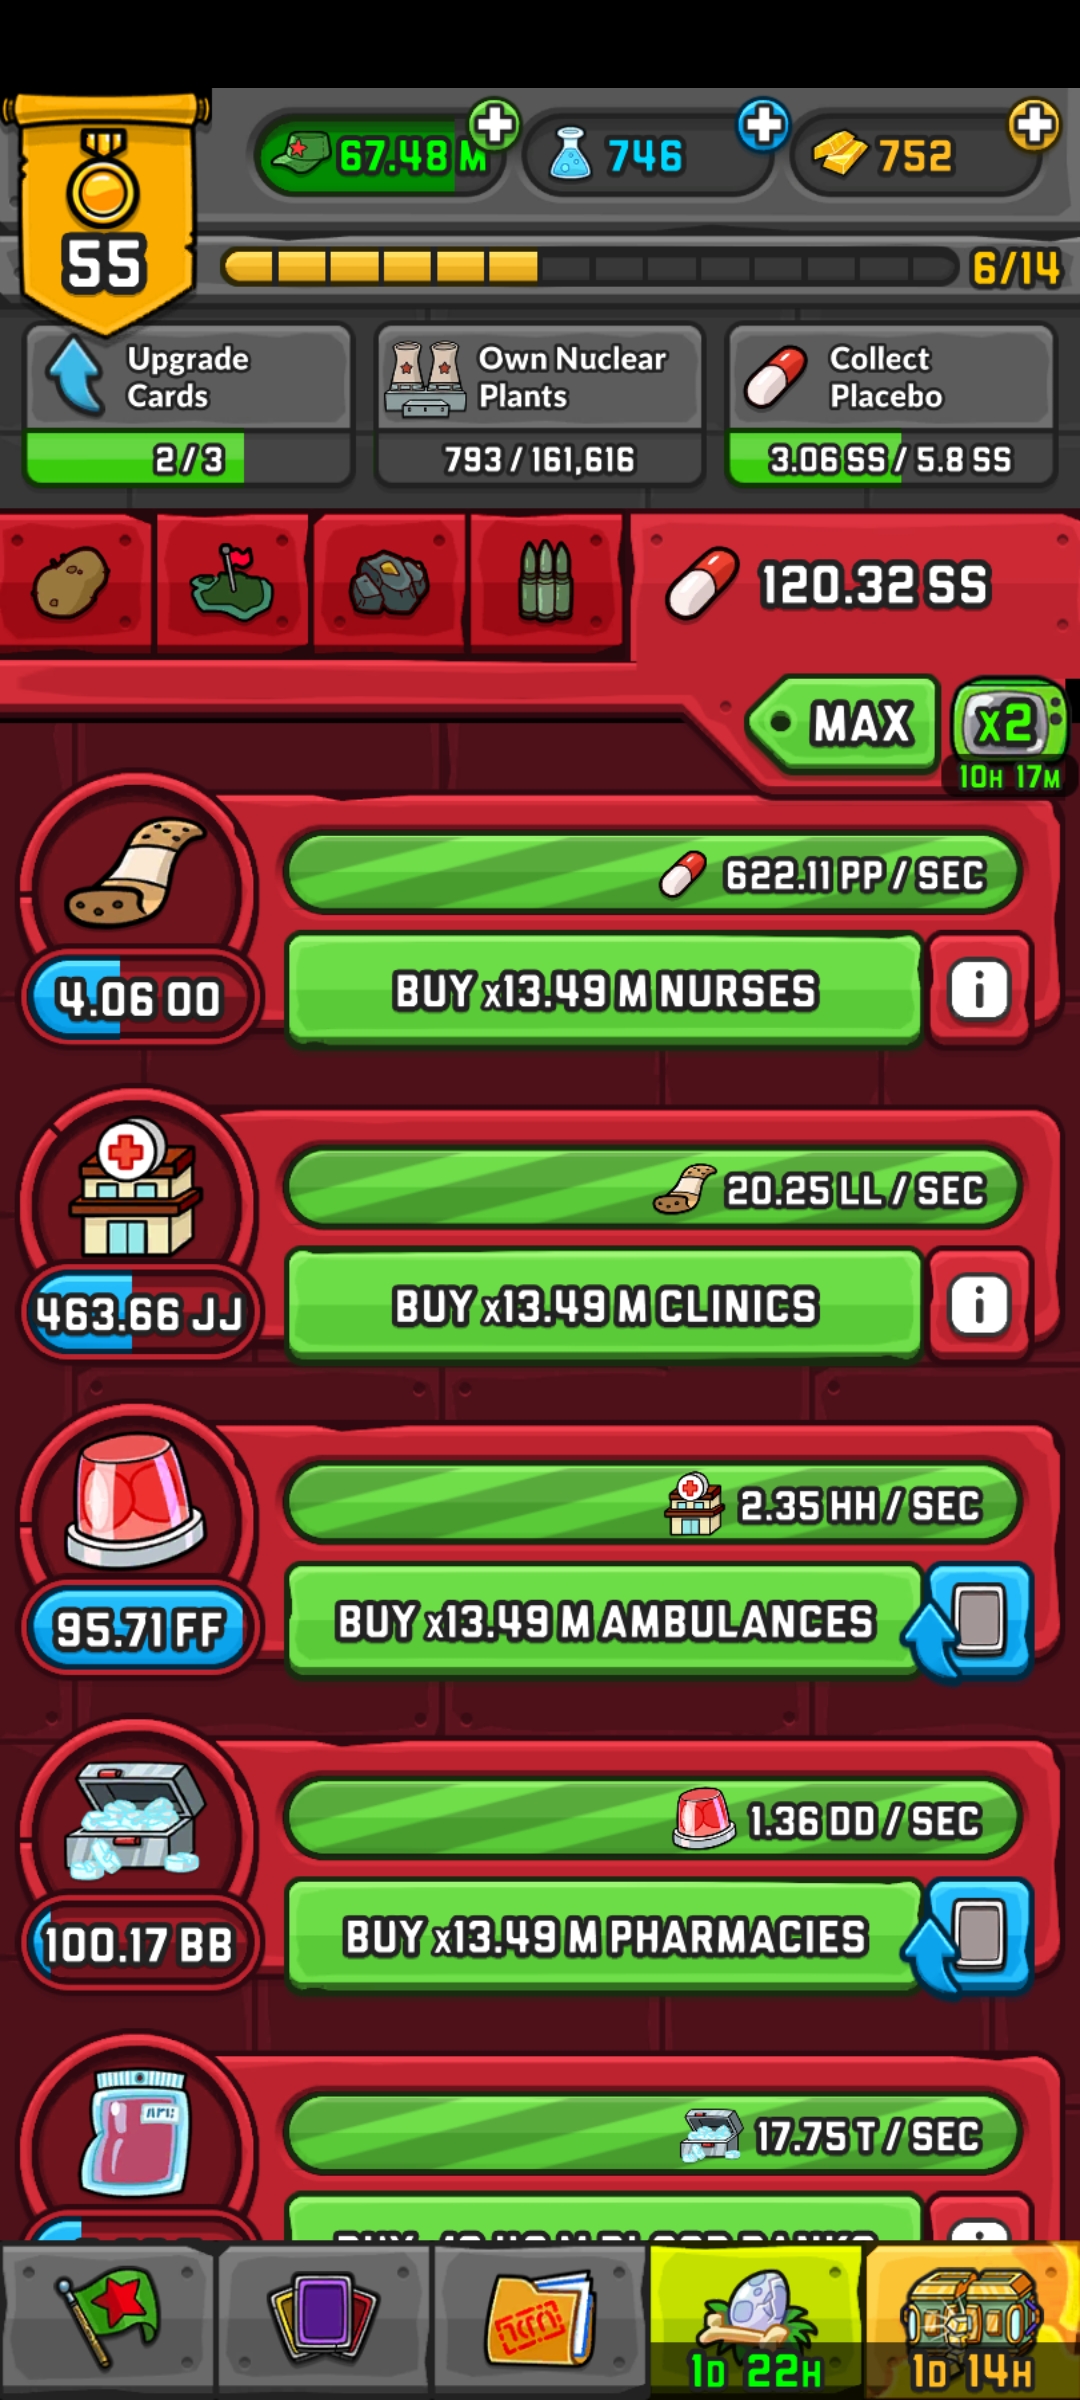 67.48 M
746
752
55
6/14
Upgrade
Cards
2/3
Own Nuclear
Plants
793/161,616
Collect
Placebo
3.06 SS/5.8 SS
120.32 SS
MAX
x2
10H 17M
622.11 PP/SEC
4.06 OO
BUY x13.49 M NURSES
i
20.25 LL/SEC
463.66 JJ
BUY x13.49 M CLINICS
i
2.35 HH/SEC
95.71 FF
BUY x13.49 M AMBULANCES
1.36 DD/SEC
100.17 BB
BUY x13.49 M PHARMACIES
17.75 T/SEC
1D 22H
1D 14H